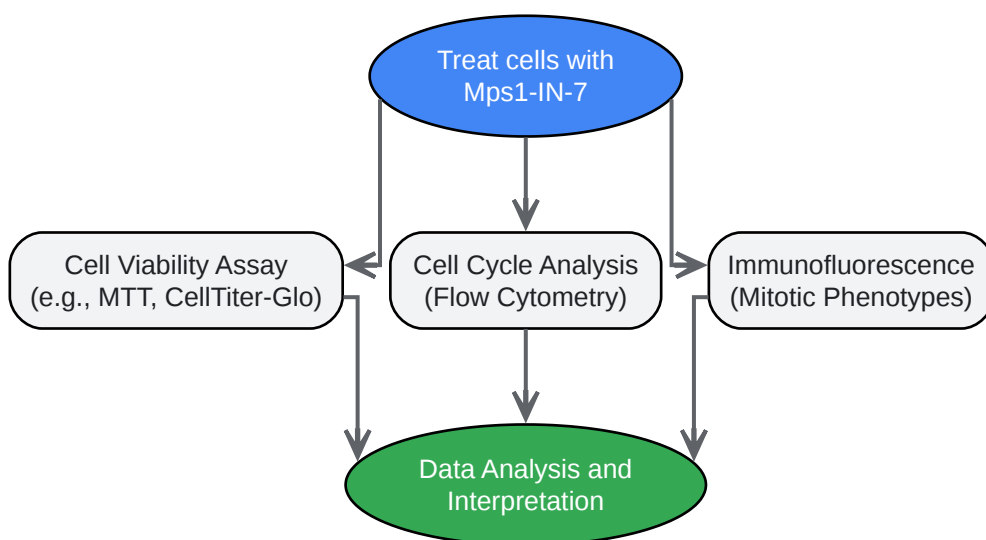 Treat cells with
Mps1-IN-7
Cell Viability Assay
(e.g., MTT, CellTiter-Glo)
Cell Cycle Analysis
(Flow Cytometry)
Immunofluorescence
(Mitotic Phenotypes)
Data Analysis and
Interpretation